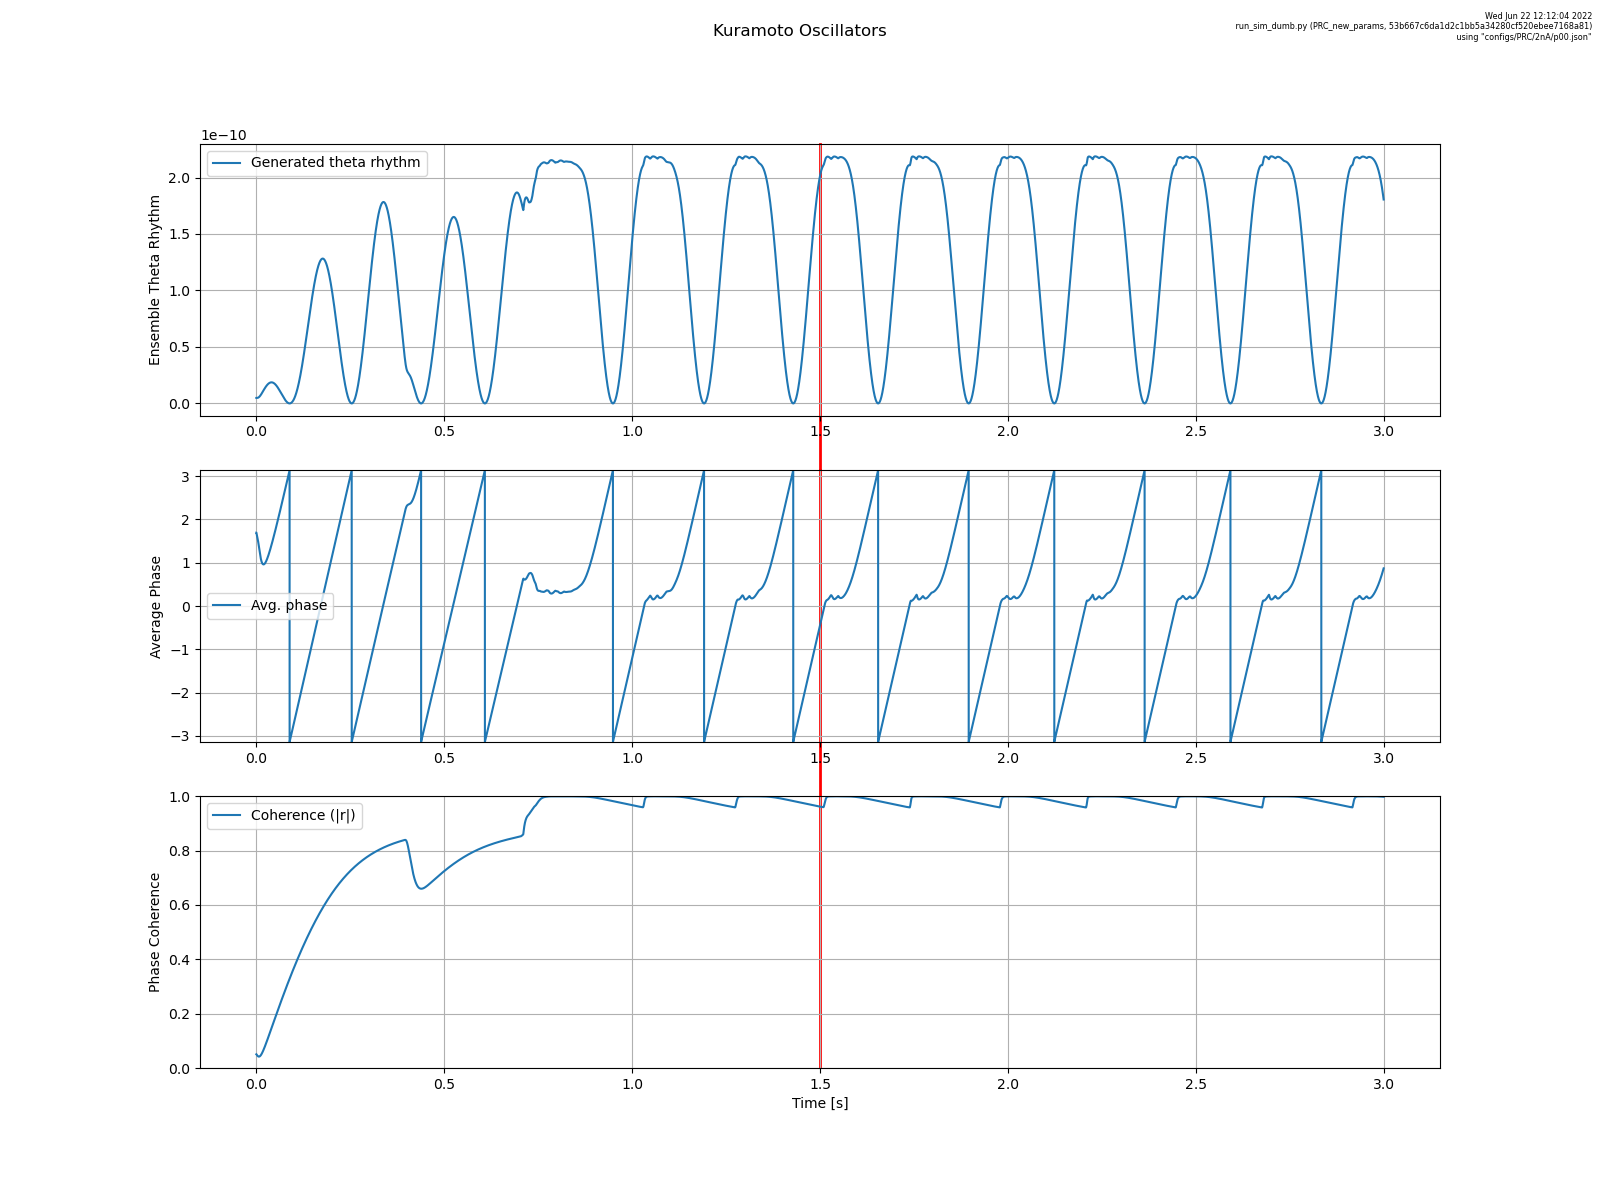 Wed Jun 22 12:12:04 2022
run_sim_dumb.py (PRC_new_params, 53b667c6da1d2c1bb5a34280cf520ebee7168a81)
using "configs/PRC/2nA/p00.json"
Kuramoto Oscillators
1e−10
Generated theta rhythm
Ensemble Theta Rhythm
2.0
1.5
1.0
0.5
0.0
0.0 0.5 1.0 1.5 2.0 2.5 3.0
Avg. phase
Average Phase
3
2
1
0
−1
−2
−3
0.0 0.5 1.0 1.5 2.0 2.5 3.0
Coherence (|r|)
Phase Coherence
1.0
0.8
0.6
0.4
0.2
0.0
0.0 0.5 1.0 1.5 2.0 2.5 3.0
Time [s]